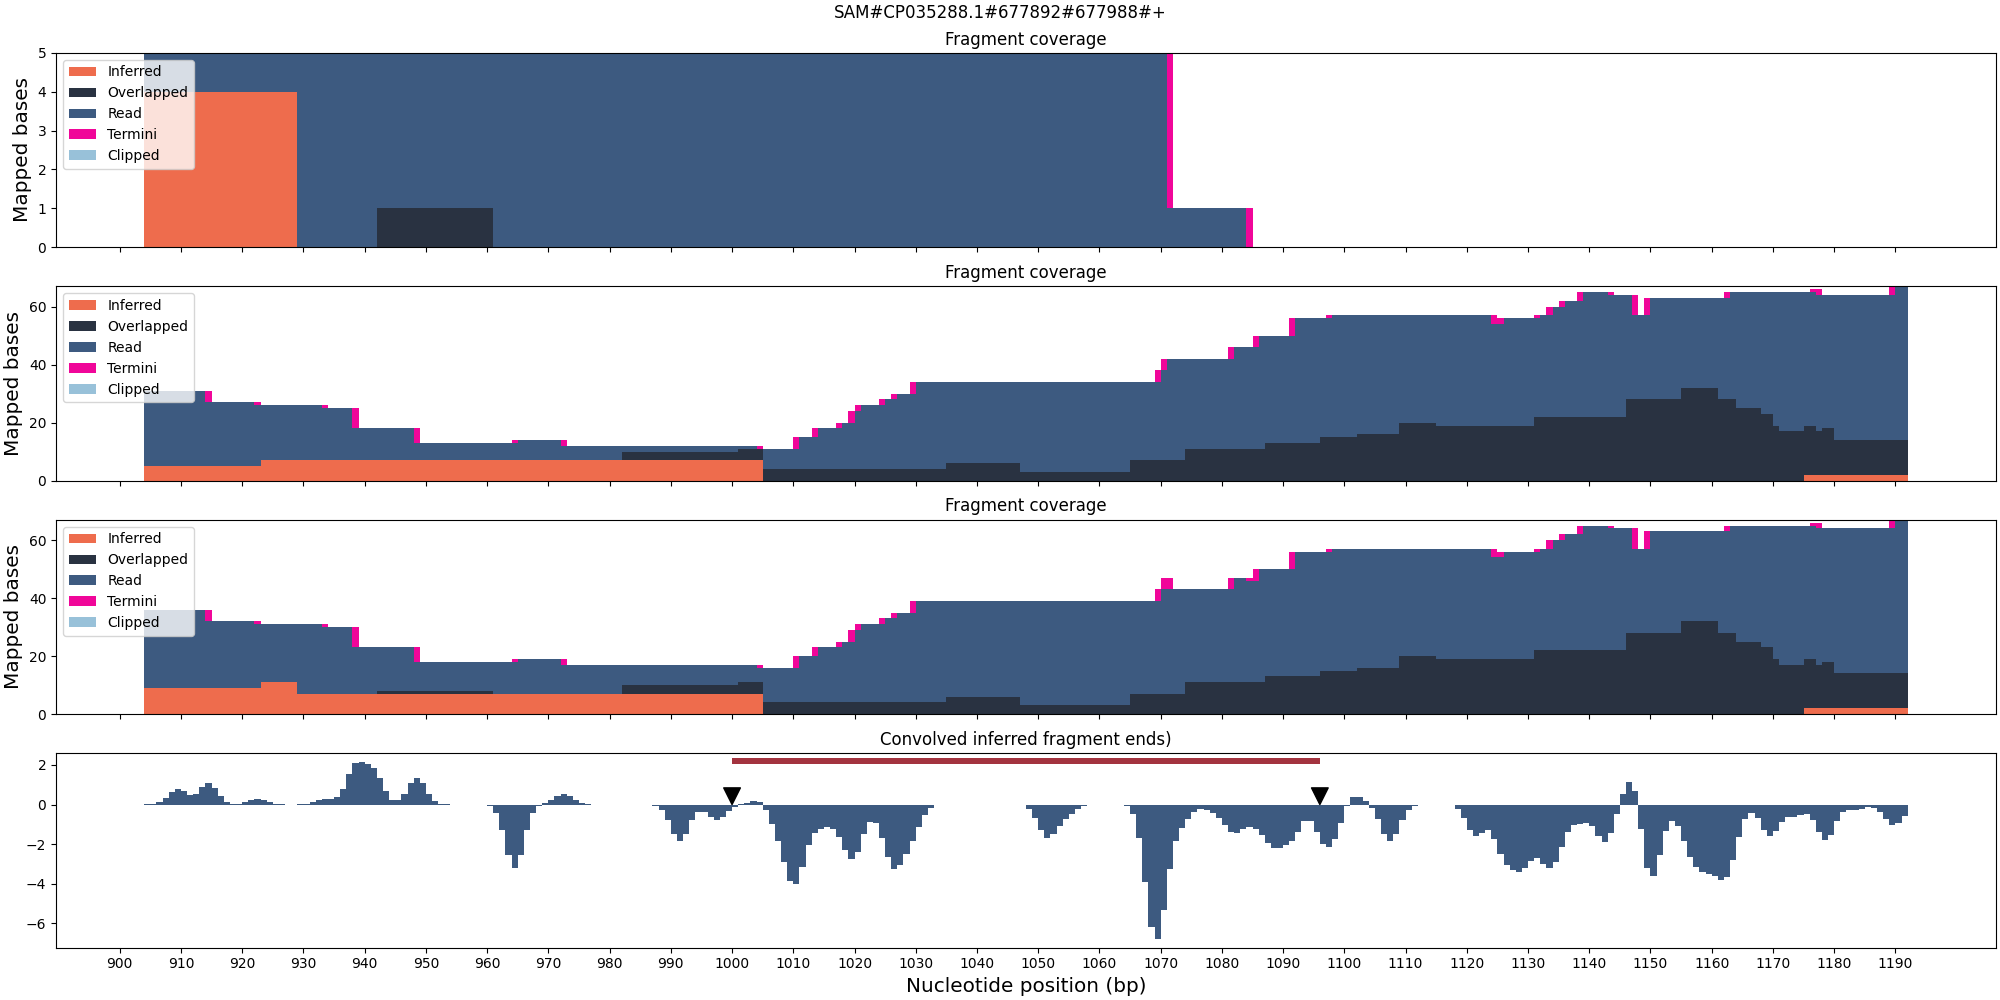 SAM#CP035288.1#677892#677988#+
Fragment coverage
Mapped bases
5
4
3
2
1
0
Inferred
Overlapped
Read
Termini
Clipped
Fragment coverage
Mapped bases
60
40
20
0
Inferred
Overlapped
Read
Termini
Clipped
Fragment coverage
Mapped bases
60
40
20
0
Inferred
Overlapped
Read
Termini
Clipped
Convolved inferred fragment ends)
2
0
−2
−4
−6
900 910 920 930 940 950 960 970 980 990 1000 1010 1020 1030 1040 1050 1060 1070 1080 1090 1100 1110 1120 1130 1140 1150 1160 1170 1180 1190
Nucleotide position (bp)